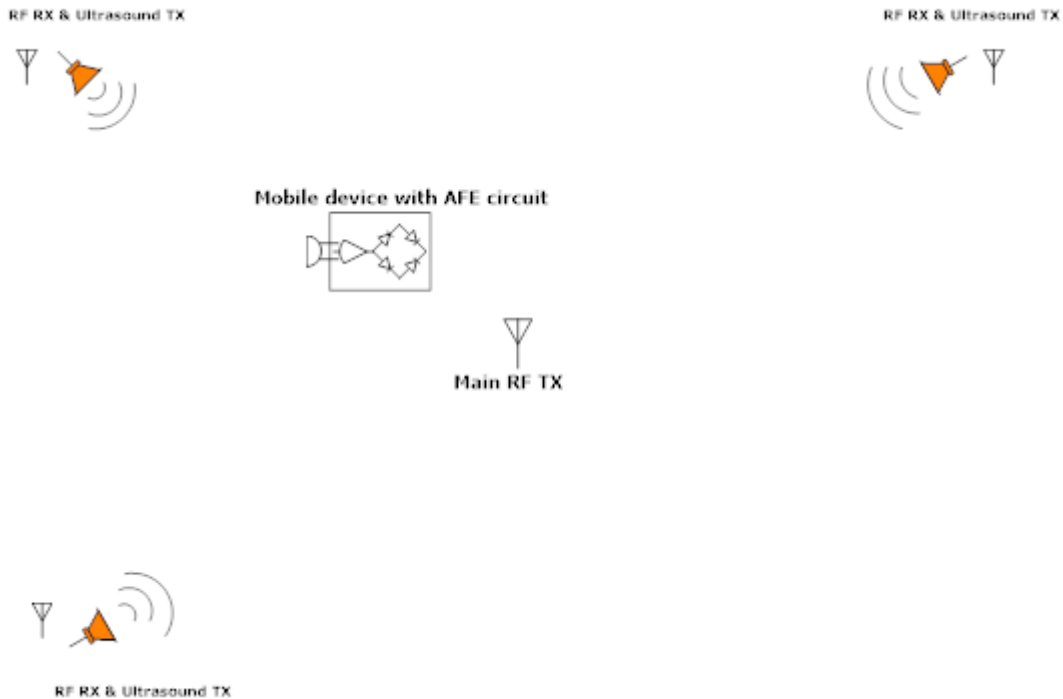 RF RX & Ultrasound TX
RF RX & Ultrasound TX
Mobile device with AFE circuit
Main RF TX
RF RX & Ultrasound TX